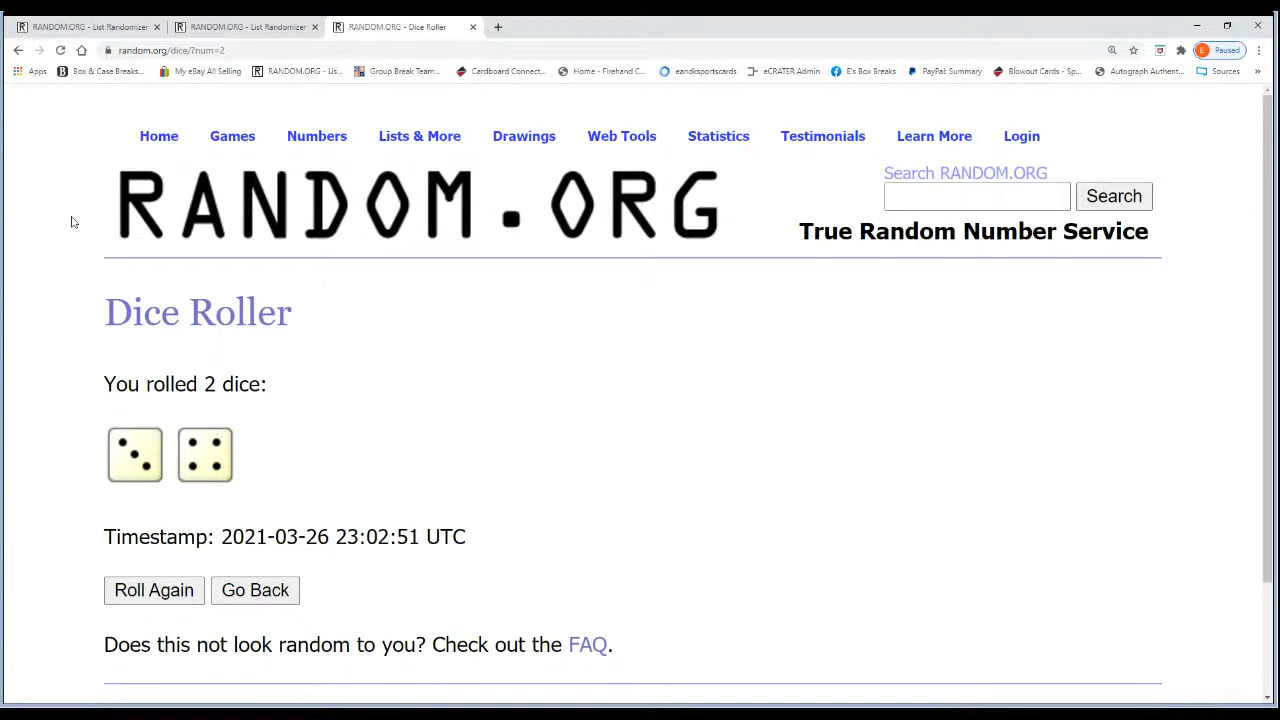 RANDOM.ORG - List Randomizer
RANDOM.ORG - List Randomizer
RANDOM.ORG - Dice Roller
random.org/dice/?num=2
E Paused
Apps
Box & Case Breaks...
My eBay All Selling
RANDOM.ORG - Lis...
Group Break Team...
Cardboard Connect...
Home - Firehand C...
eandksportscards
eCRATER Admin
E's Box Breaks
PayPal: Summary
Blowout Cards - Sp...
Autograph Authent...
Sources
Home
Games
Numbers
Lists & More
Drawings
Web Tools
Statistics
Testimonials
Learn More
Login
RANDOM.ORG
Search RANDOM.ORG
Search
True Random Number Service
Dice Roller
You rolled 2 dice:
Timestamp: 2021-03-26 23:02:51 UTC
Roll Again
Go Back
Does this not look random to you? Check out the FAQ.